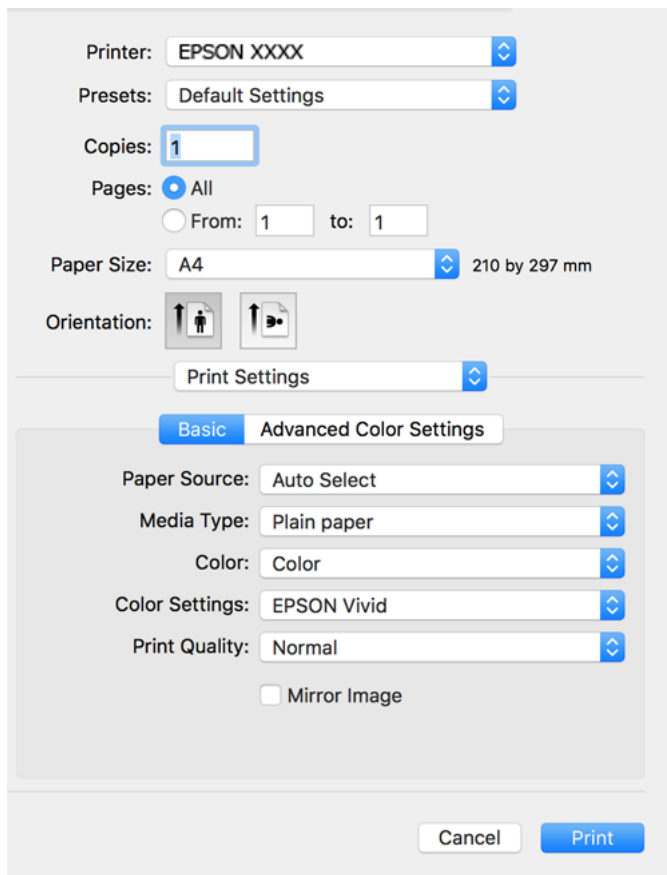 Printer: EPSON XXXX
Presets: Default Settings
Copies: 1
Pages: All
From: 1 to: 1
Paper Size: A4 210 by 297 mm
Orientation:
Print Settings
Basic Advanced Color Settings
Paper Source: Auto Select
Media Type: Plain paper
Color: Color
Color Settings: EPSON Vivid
Print Quality: Normal
Mirror Image
Cancel Print